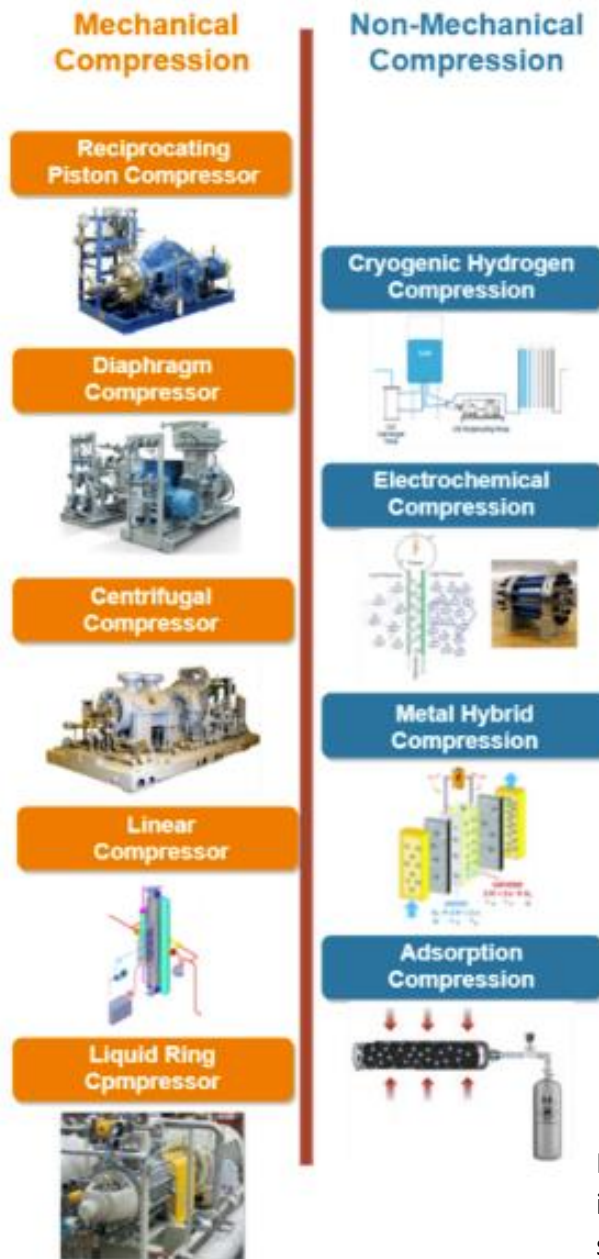 Mechanical
Compression
Non-Mechanical
Compression
Reciprocating
Piston Compressor
Diaphragm
Compressor
Centrifugal
Compressor
Linear
Compressor
Liquid Ring
Cpmpressor
Cryogenic Hydrogen
Compression
Electrochemical
Compression
Metal Hybrid
Compression
Adsorption
Compression